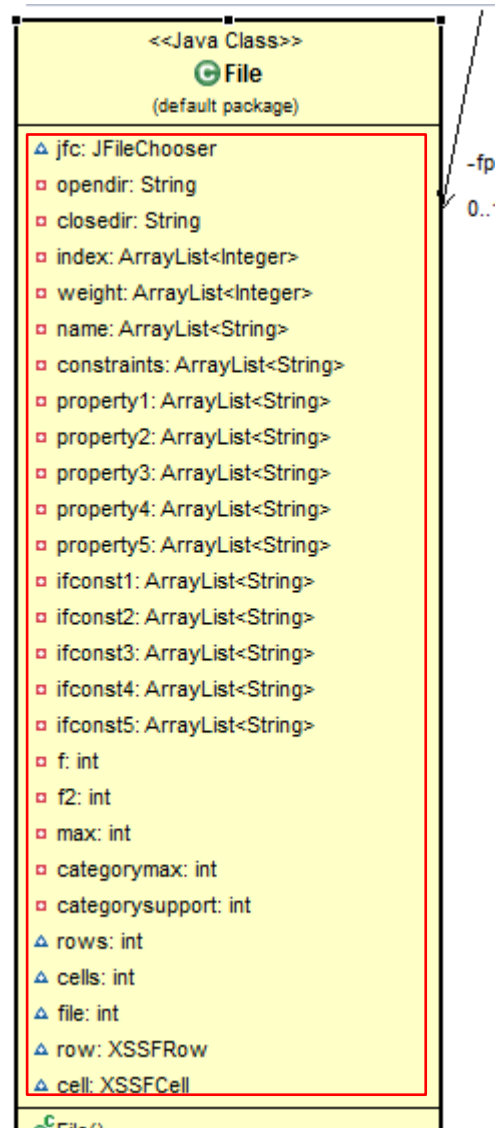 <<Java Class>>
File
(default package)
jfc: JFileChooser
opendir: String
closedir: String
index: ArrayList<Integer>
weight: ArrayList<Integer>
name: ArrayList<String>
constraints: ArrayList<String>
property1: ArrayList<String>
property2: ArrayList<String>
property3: ArrayList<String>
property4: ArrayList<String>
property5: ArrayList<String>
ifconst1: ArrayList<String>
ifconst2: ArrayList<String>
ifconst3: ArrayList<String>
ifconst4: ArrayList<String>
ifconst5: ArrayList<String>
f: int
f2: int
max: int
categorymax: int
categorysupport: int
rows: int
cells: int
file: int
row: XSSFRow
cell: XSSFCell
File()
-fp